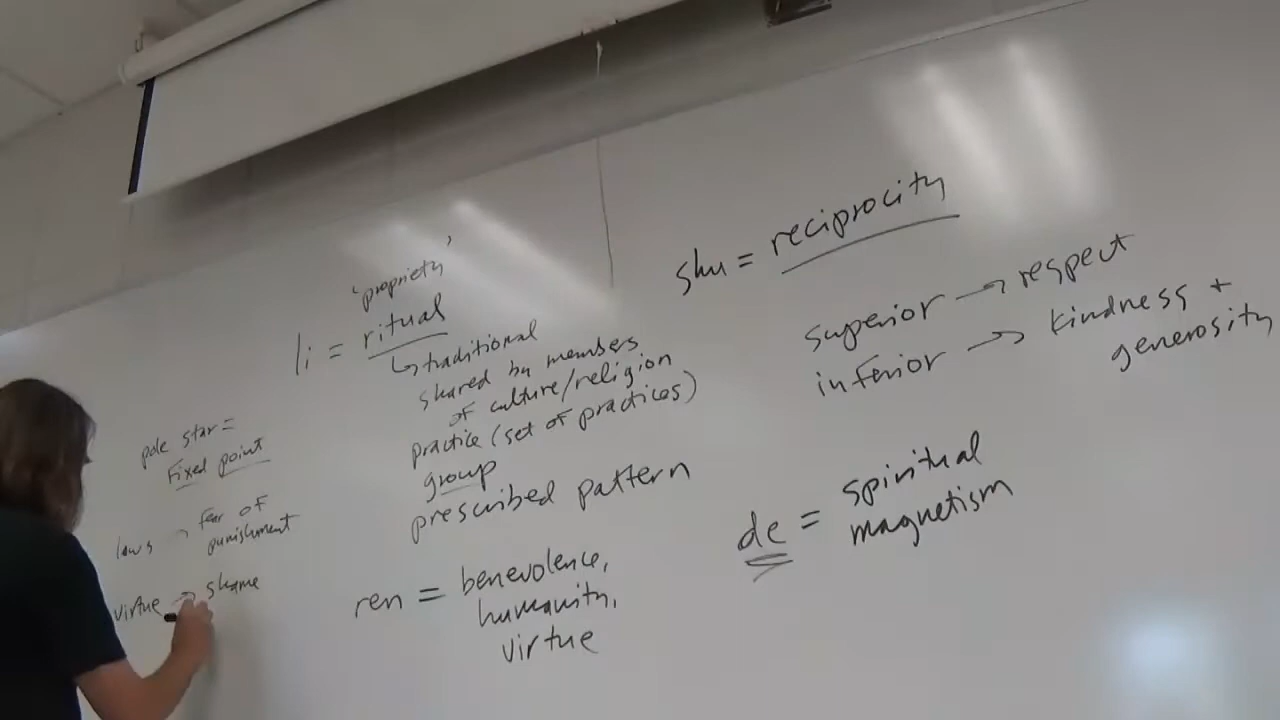 pole star =
fixed point
laws → fear of
punishment
virtue → shame
'propriety'
li = ritual
↳ traditional
shared by members
of culture/religion
practice (set of practices)
group
prescribed pattern
ren = benevolence,
humanity,
virtue
shu = reciprocity
superior → respect
inferior → kindness +
generosity
de = spiritual
magnetism